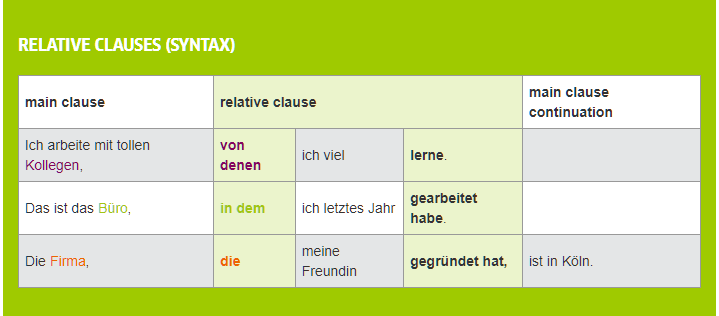 RELATIVE CLAUSES (SYNTAX)
main clause
relative clause
main clause
continuation
Ich arbeite mit tollen
Kollegen,
von
denen
ich viel
lerne.
Das ist das Büro,
in dem
ich letztes Jahr
gearbeitet
habe.
Die Firma,
die
meine
Freundin
gegründet hat,
ist in Köln.